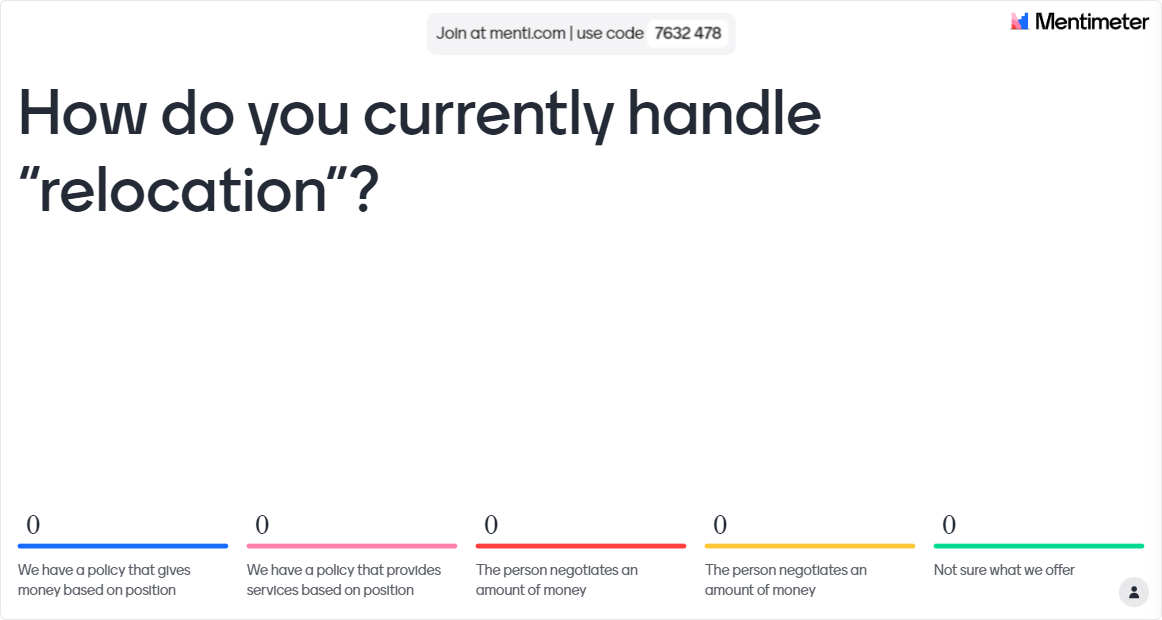 Join at menti.com | use code 7632 478
Mentimeter
How do you currently handle
“relocation”?
0
0
0
0
0
We have a policy that gives
money based on position
We have a policy that provides
services based on position
The person negotiates an
amount of money
The person negotiates an
amount of money
Not sure what we offer